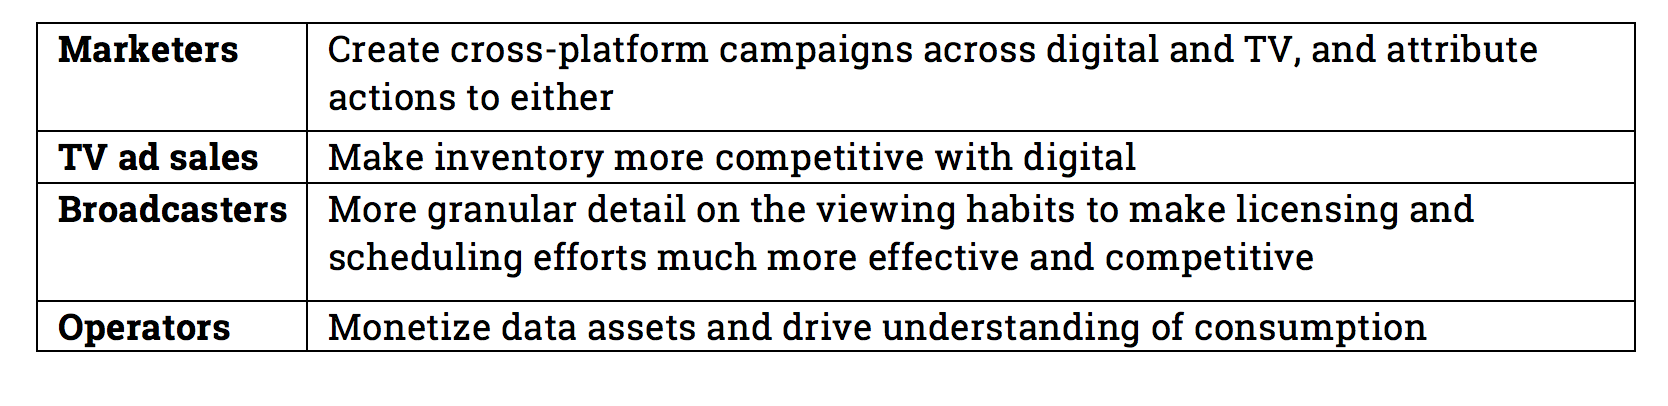 Marketers
Create cross-platform campaigns across digital and TV, and attribute
actions to either
TV ad sales
Make inventory more competitive with digital
Broadcasters
More granular detail on the viewing habits to make licensing and
scheduling efforts much more effective and competitive
Operators
Monetize data assets and drive understanding of consumption